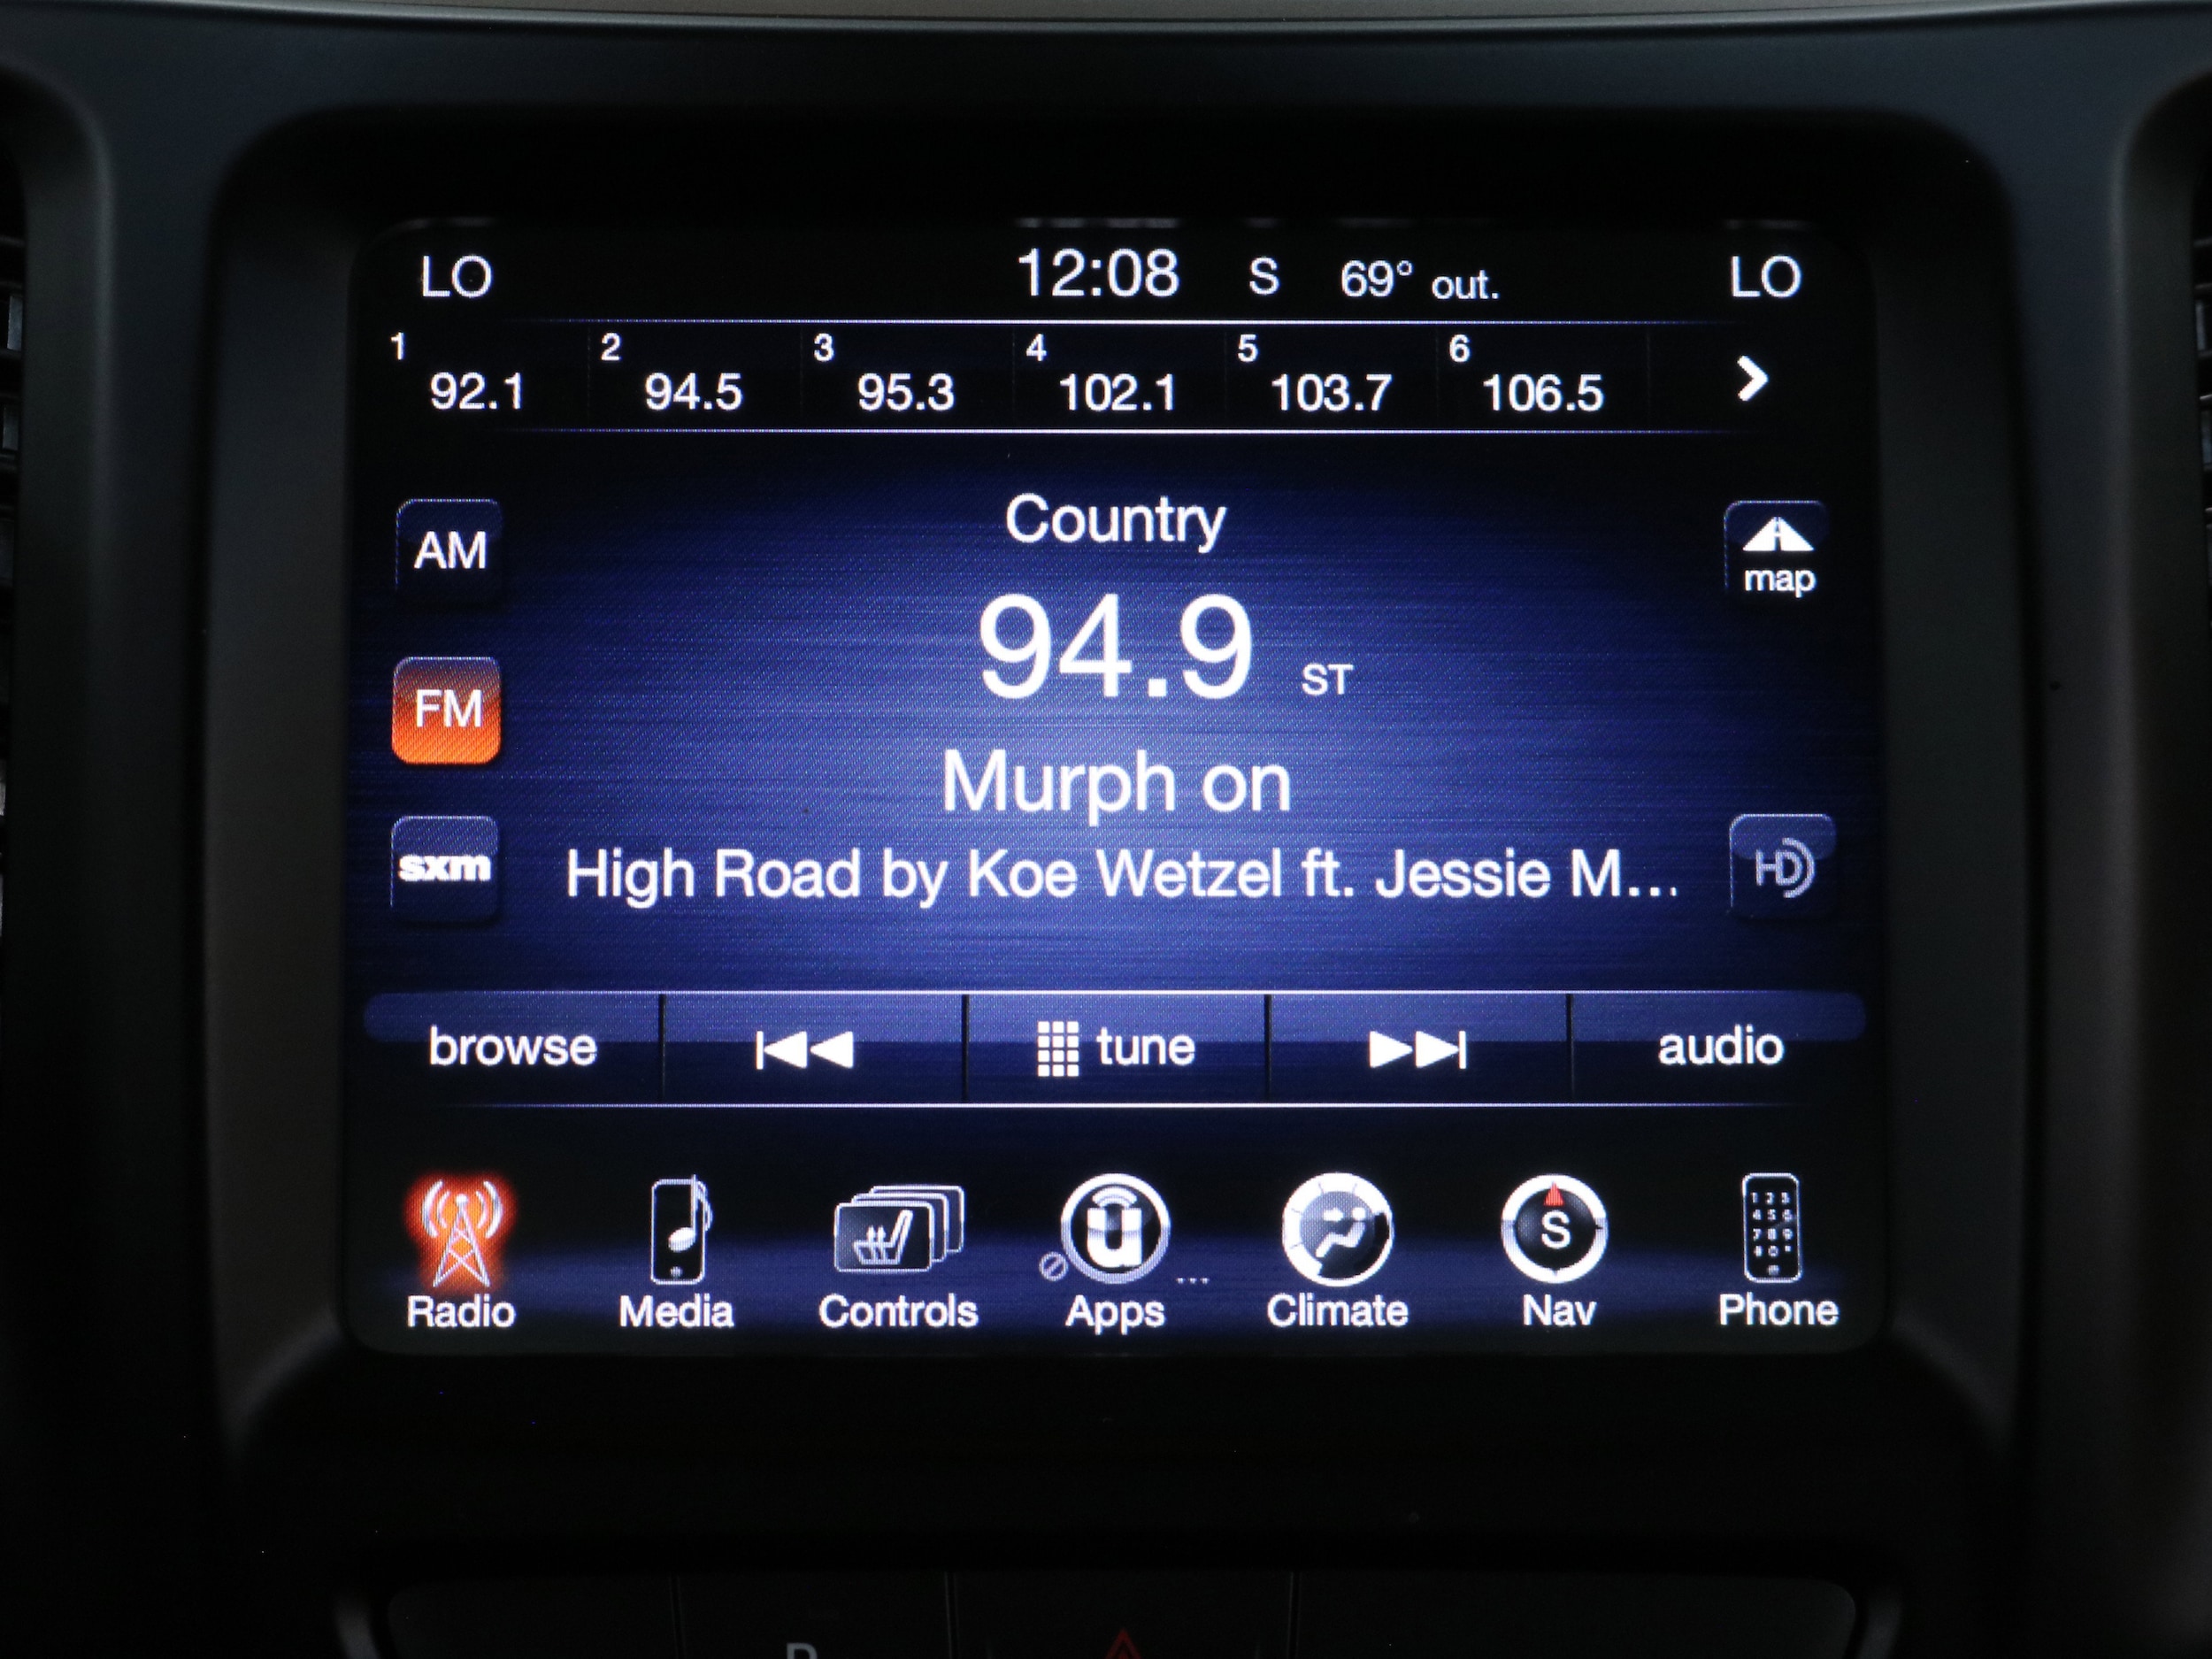 LO 12:08 S 69° out. LO
1 2 3 4 5 6
92.1 94.5 95.3 102.1 103.7 106.5
Country
AM
map
94.9 ST
FM
Murph on
sxm
High Road by Koe Wetzel ft. Jessie M...
HD
browse tune audio
S
Radio Media Controls Apps Climate Nav Phone